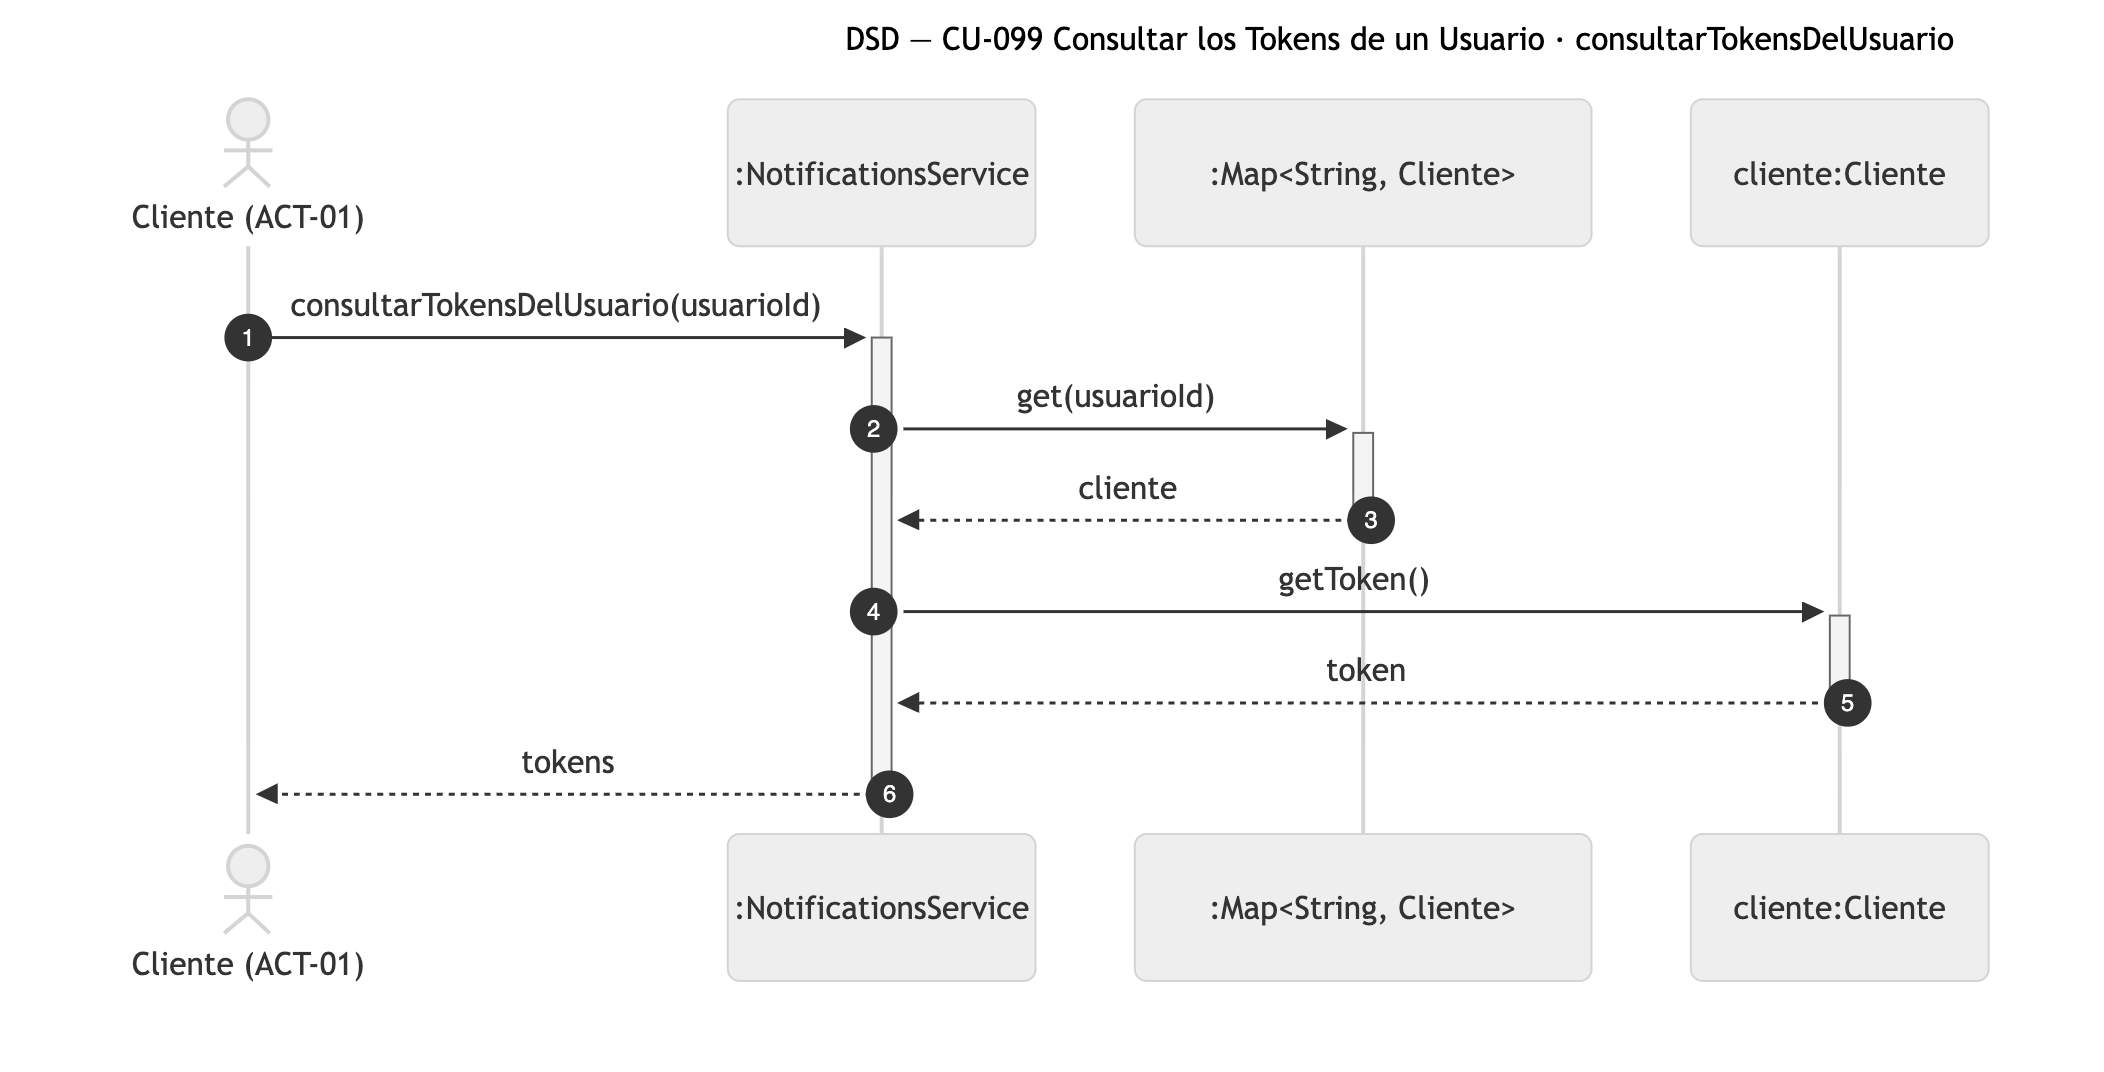 DSD — CU-099 Consultar los Tokens de un Usuario · consultarTokensDelUsuario
Cliente (ACT-01)
:NotificationsService
:Map<String, Cliente>
cliente:Cliente
consultarTokensDelUsuario(usuarioId)
1
get(usuarioId)
2
cliente
3
getToken()
4
token
5
tokens
6
Cliente (ACT-01)
:NotificationsService
:Map<String, Cliente>
cliente:Cliente